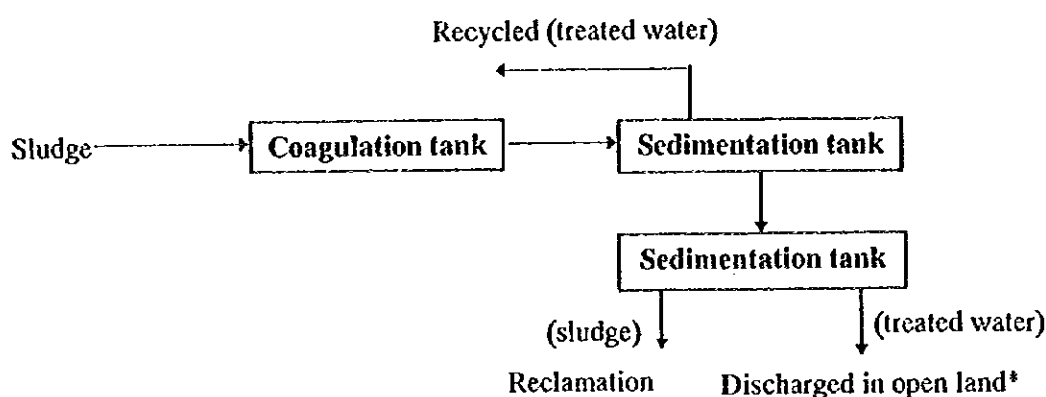 Recycled (treated water)
Sludge
Coagulation tank
Sedimentation tank
Sedimentation tank
(sludge)
(treated water)
Reclamation
Discharged in open land*